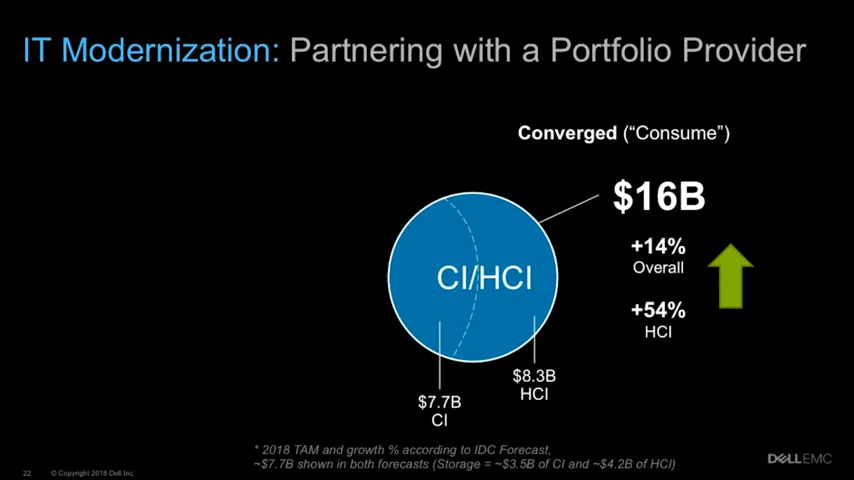 IT Modernization: Partnering with a Portfolio Provider
Converged (“Consume”)
$16B
+14%
Overall
+54%
HCI
CI/HCI
$8.3B
HCI
$7.7B
CI
* 2018 TAM and growth % according to IDC Forecast,
~$7.7B shown in both forecasts (Storage = ~$3.5B of CI and ~$4.2B of HCI)
22 © Copyright 2018 Dell Inc.
DELLEMC